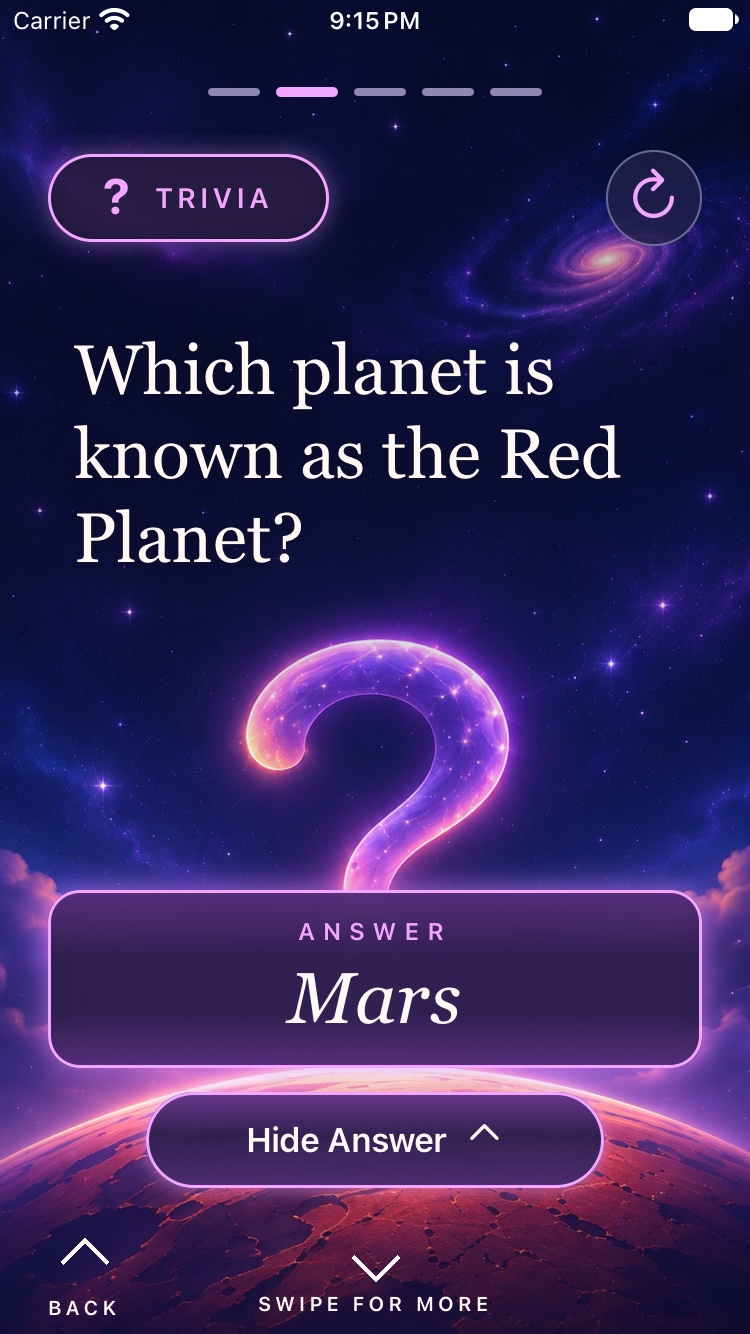 Carrier 9:15 PM
? TRIVIA
Which planet is
known as the Red
Planet?
ANSWER
Mars
Hide Answer
BACK
SWIPE FOR MORE